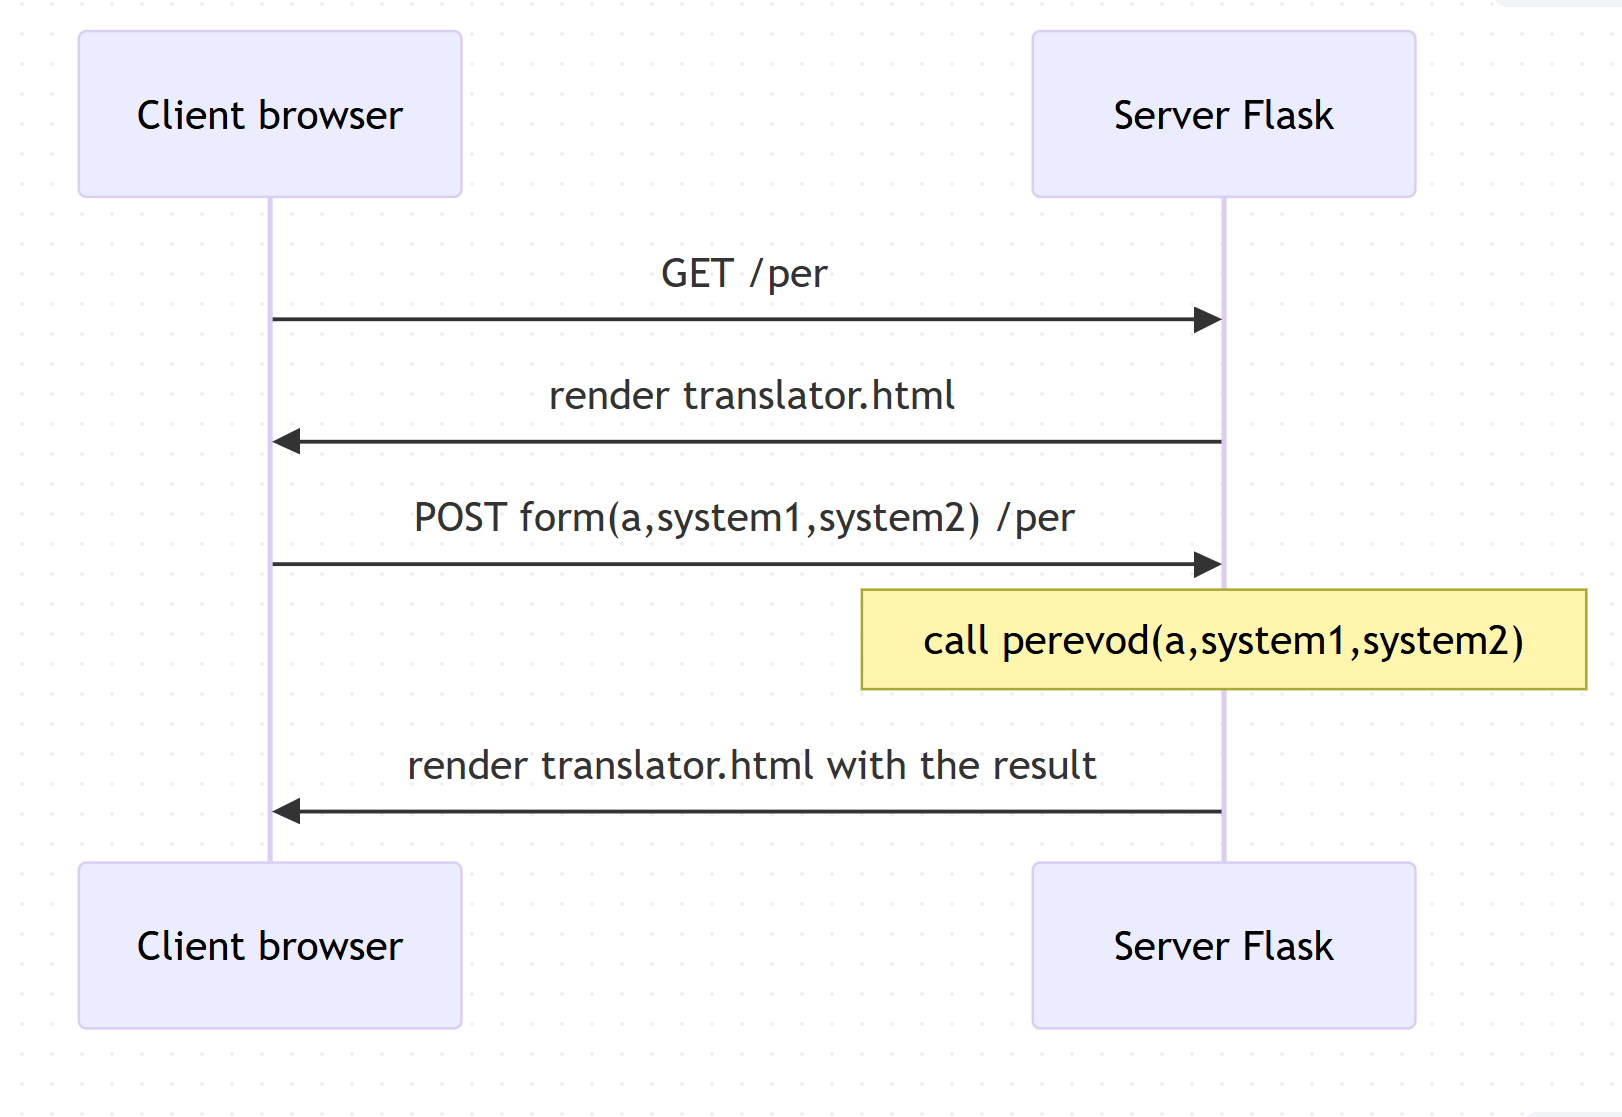 Client browser
Server Flask
GET /per
render translator.html
POST form(a,system1,system2) /per
call perevod(a,system1,system2)
render translator.html with the result
Client browser
Server Flask